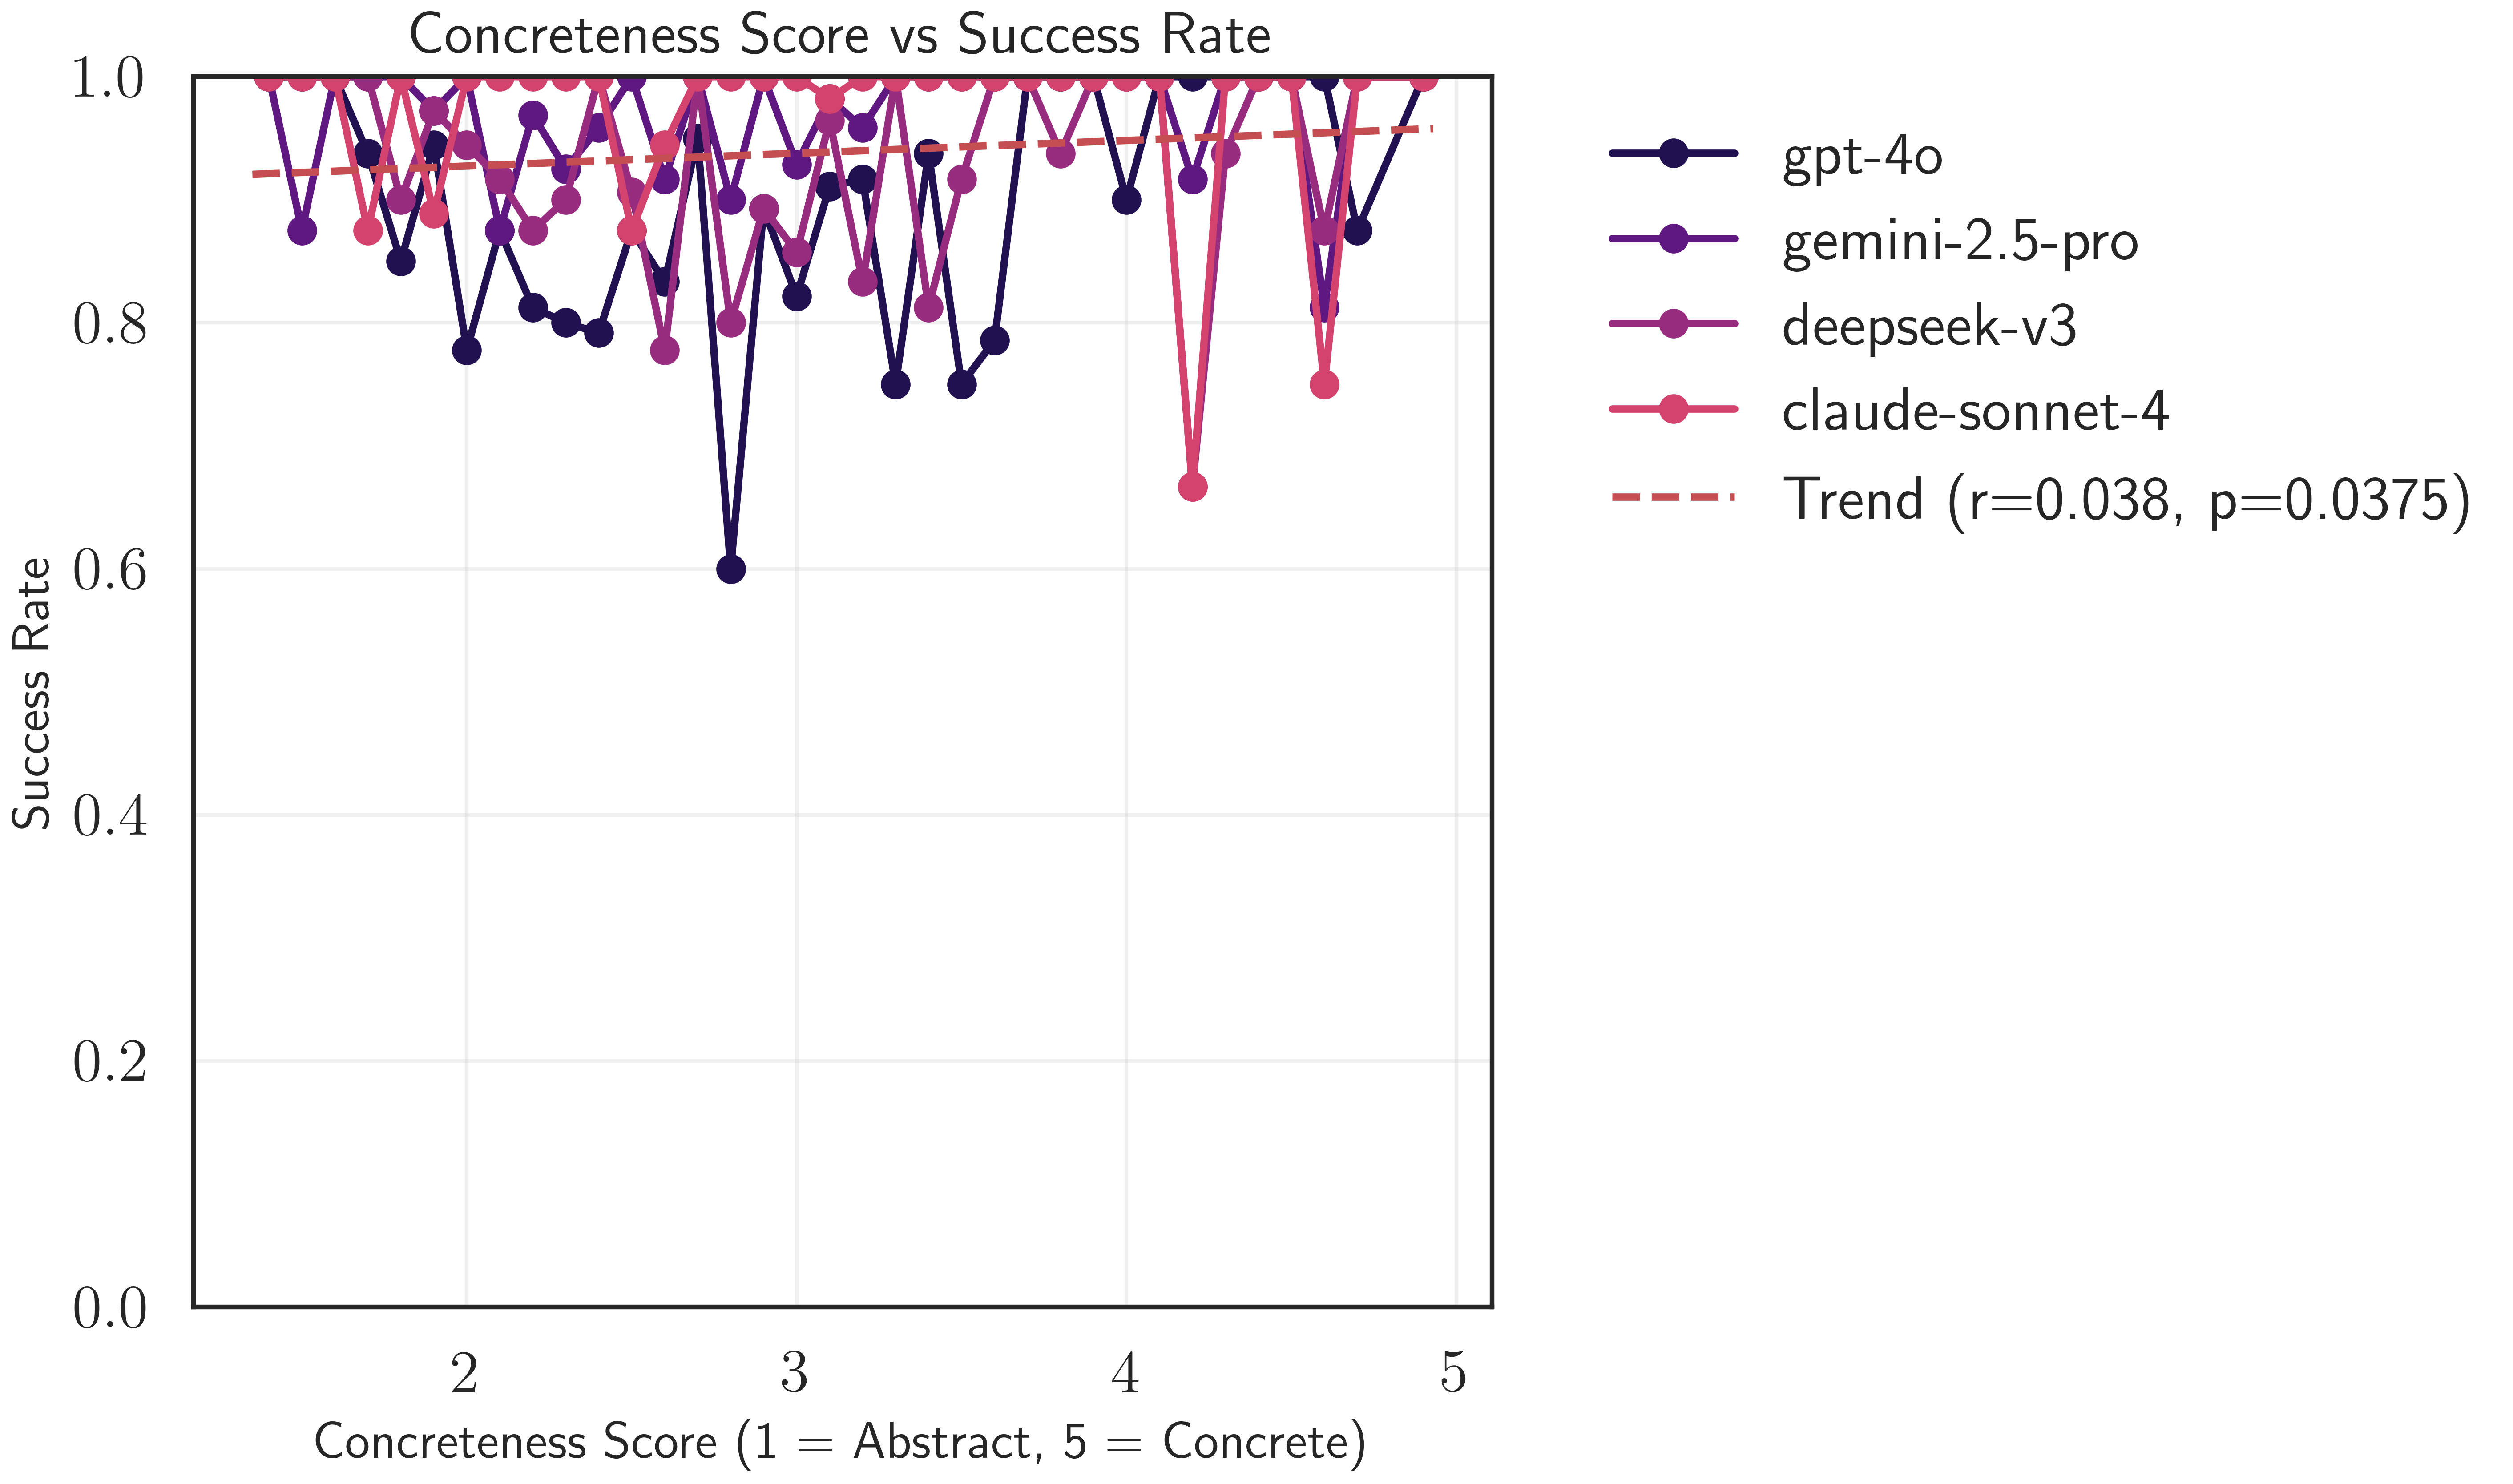 Concreteness Score vs Success Rate
1.0
0.8
0.6
0.4
0.2
0.0
Success Rate
2
3
4
5
Concreteness Score (1 = Abstract, 5 = Concrete)
gpt-4o
gemini-2.5-pro
deepseek-v3
claude-sonnet-4
Trend (r=0.038, p=0.0375)